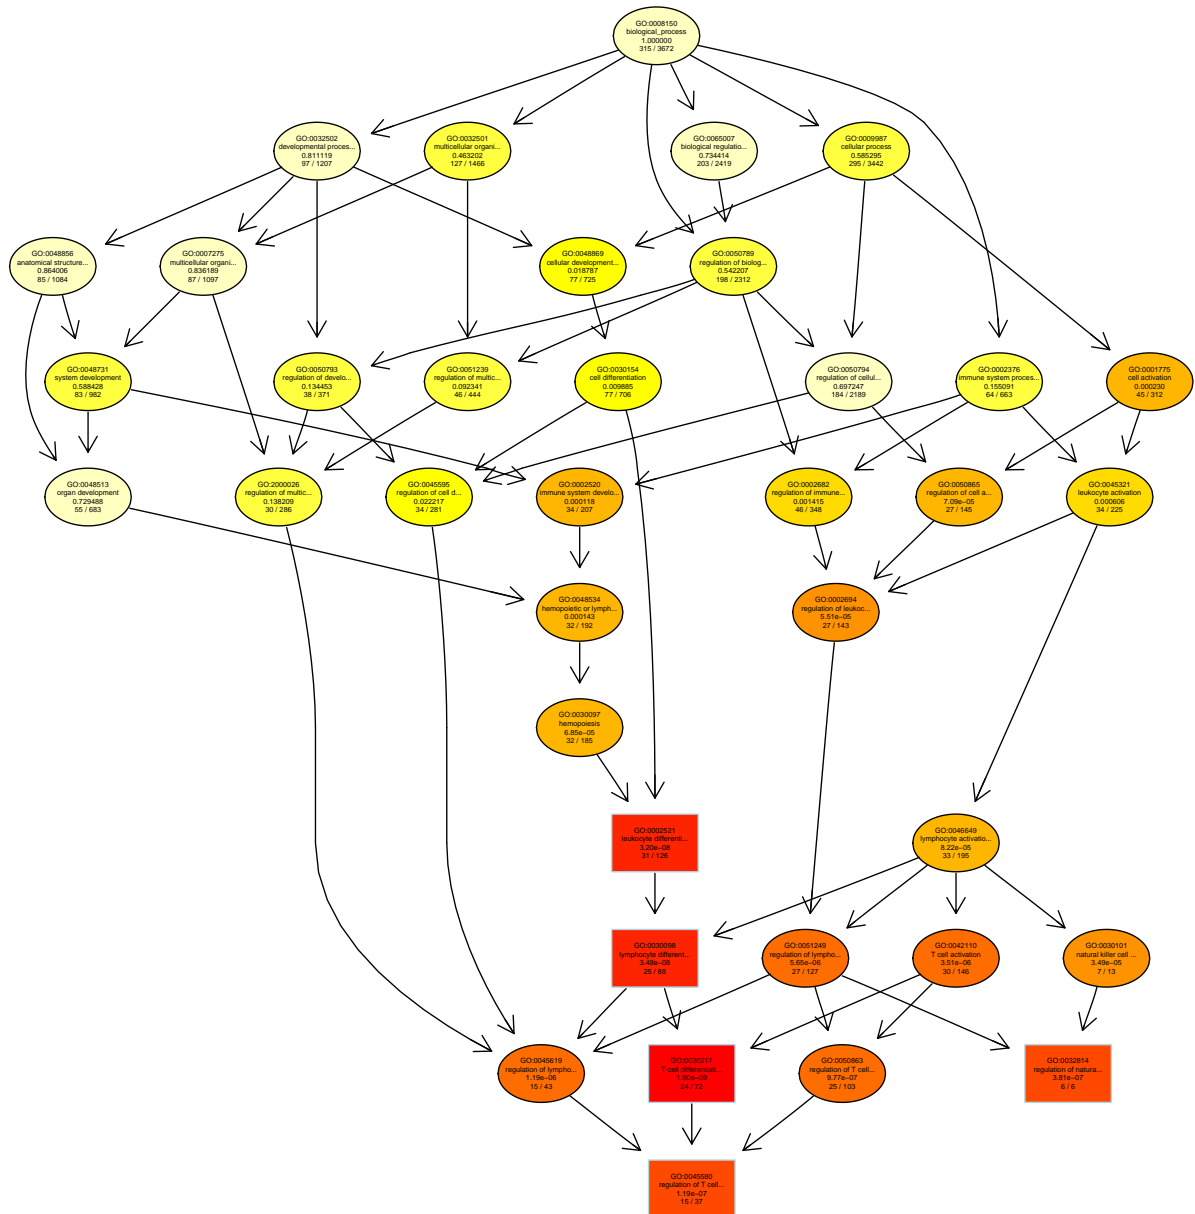 GO:0008150
biological_process
1.000000
315 / 3672
GO:0032502
developmental proces...
0.811119
97 / 1207
GO:0032501
multicellular organi...
0.463202
127 / 1466
GO:0065007
biological regulatio...
0.734414
203 / 2419
GO:0009987
cellular process
0.585295
295 / 3442
GO:0048856
anatomical structure...
0.864006
85 / 1084
GO:0007275
multicellular organi...
0.836189
87 / 1097
GO:0048869
cellular development...
0.018787
77 / 725
GO:0050789
regulation of biolog...
0.542207
198 / 2312
GO:0048731
system development
0.588428
83 / 982
GO:0050793
regulation of develo...
0.134453
38 / 371
GO:0051239
regulation of multic...
0.092341
46 / 444
GO:0030154
cell differentiation
0.009885
77 / 706
GO:0050794
regulation of cellul...
0.697247
184 / 2189
GO:0002376
immune system proces...
0.155091
64 / 663
GO:0001775
cell activation
0.000230
45 / 312
GO:0048513
organ development
0.729488
55 / 683
GO:2000026
regulation of multic...
0.138209
30 / 286
GO:0045595
regulation of cell d...
0.022217
34 / 281
GO:0002520
immune system develo...
0.000118
34 / 207
GO:0002682
regulation of immune...
0.001415
46 / 348
GO:0050865
regulation of cell a...
7.09e−05
27 / 145
GO:0045321
leukocyte activation
0.000606
34 / 225
GO:0048534
hemopoietic or lymph...
0.000143
32 / 192
GO:0002694
regulation of leukoc...
5.51e−05
27 / 143
GO:0030097
hemopoiesis
6.85e−05
32 / 185
GO:0002521
leukocyte differenti...
3.20e−08
31 / 126
GO:0046649
lymphocyte activatio...
8.22e−05
33 / 195
GO:0030098
lymphocyte different...
3.48e−08
25 / 88
GO:0051249
regulation of lympho...
5.65e−06
27 / 127
GO:0042110
T cell activation
3.51e−06
30 / 146
GO:0030101
natural killer cell ...
3.49e−05
7 / 13
GO:0045619
regulation of lympho...
1.19e−06
15 / 43
GO:0030217
T cell differentiati...
1.90e−09
24 / 72
GO:0050863
regulation of T cell...
9.77e−07
25 / 103
GO:0032814
regulation of natura...
3.81e−07
6 / 6
GO:0045580
regulation of T cell...
1.19e−07
15 / 37